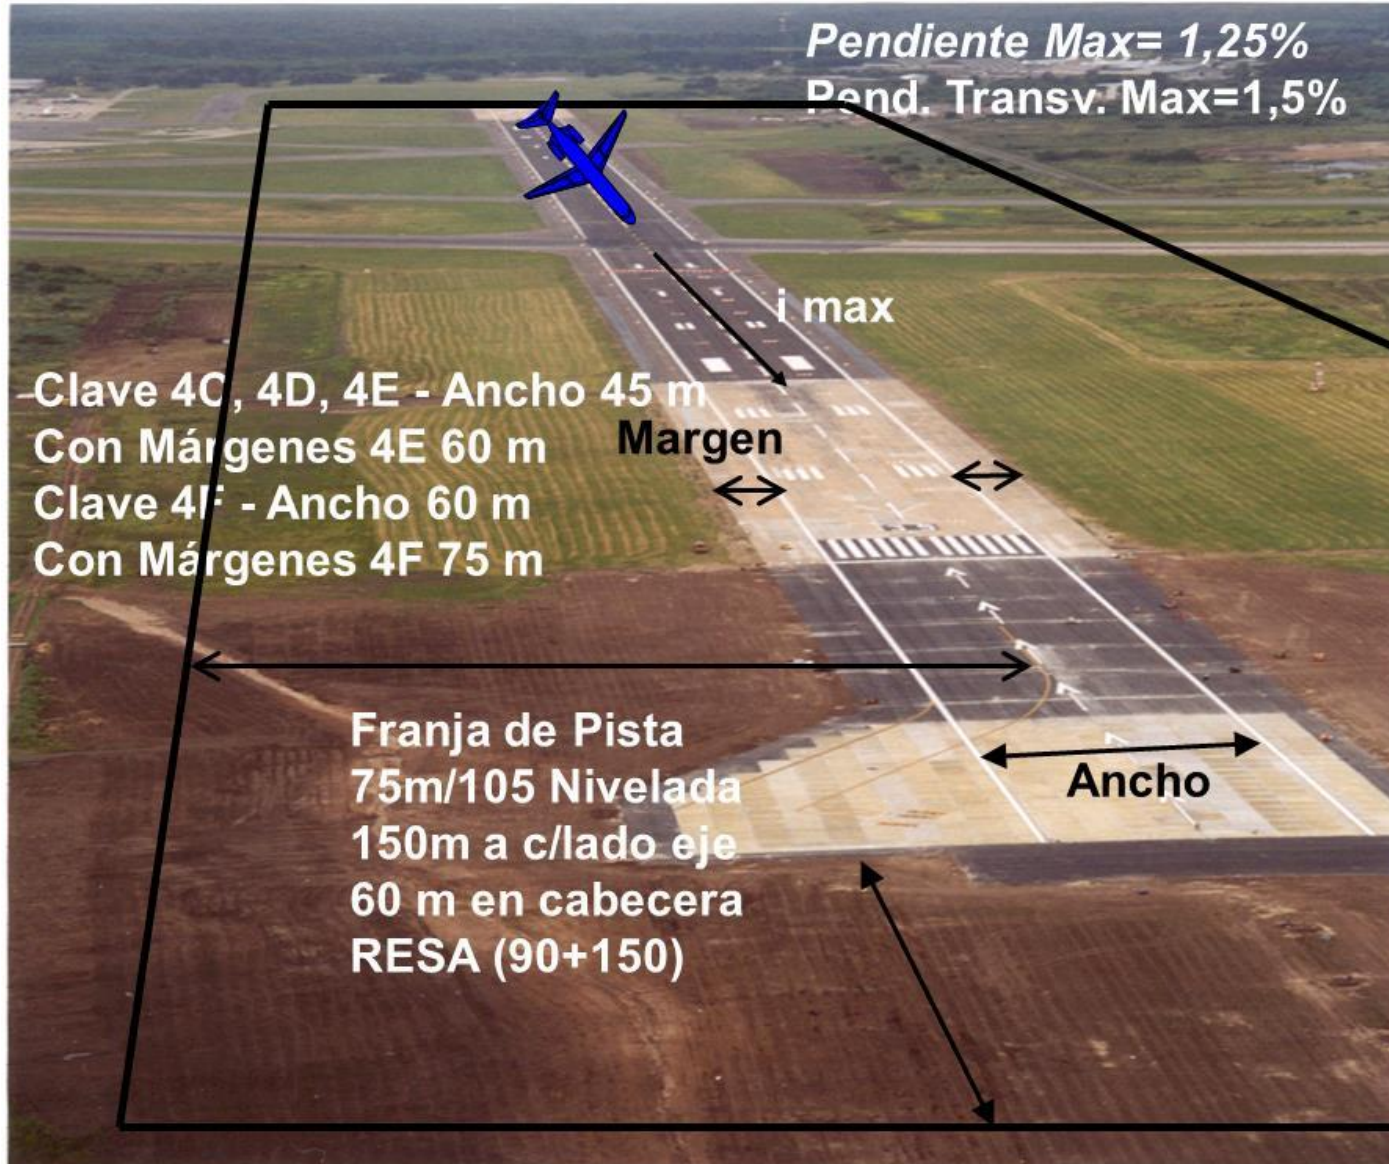 Pendiente Max= 1,25%
Pend. Transv. Max=1,5%
i max
Clave 4C, 4D, 4E - Ancho 45 m
Con Márgenes 4E 60 m
Clave 4F - Ancho 60 m
Con Márgenes 4F 75 m
Margen
Franja de Pista
75m/105 Nivelada
150m a c/lado eje
60 m en cabecera
RESA (90+150)
Ancho